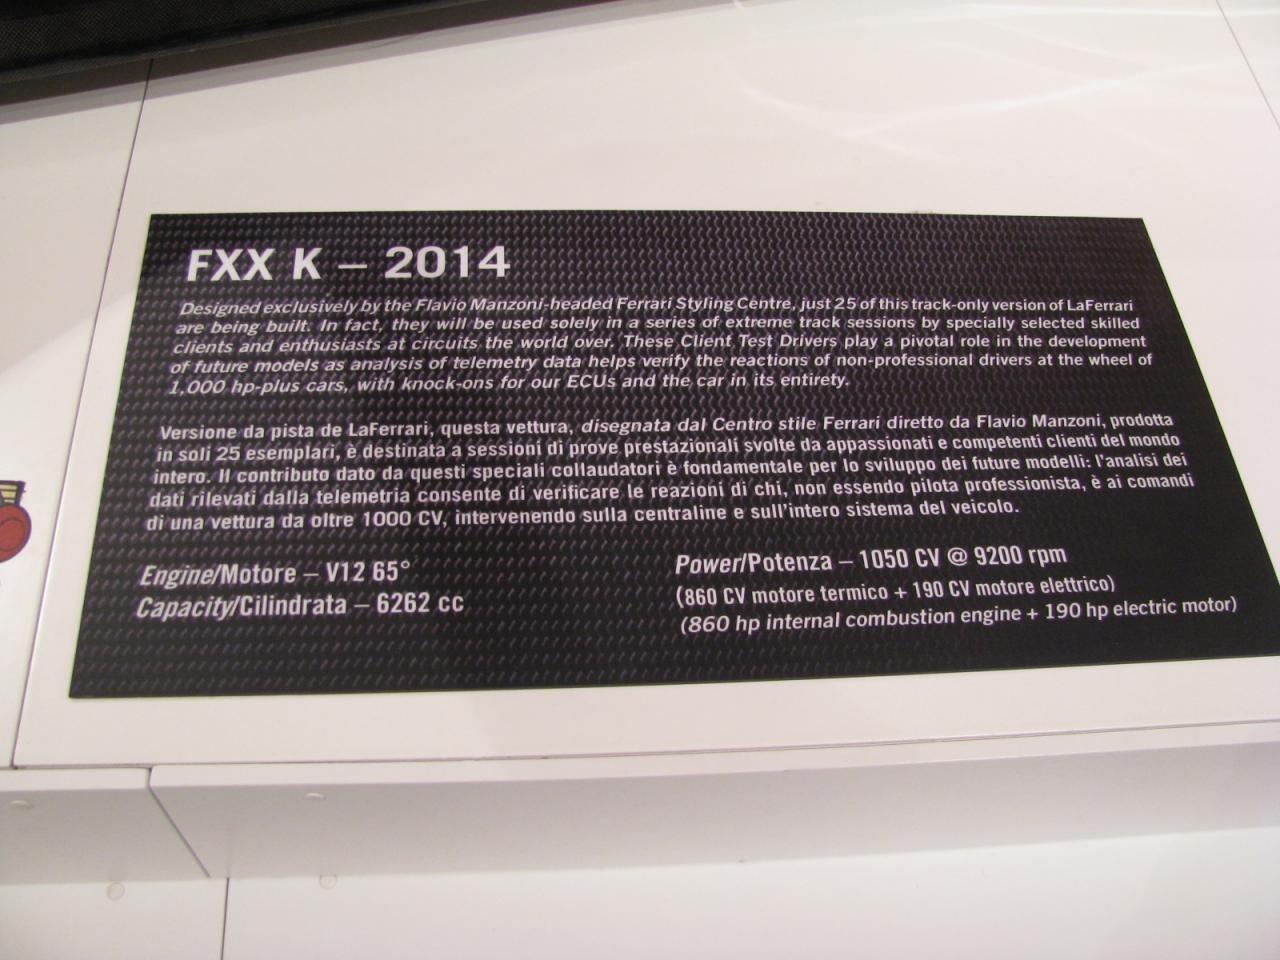 FXX K – 2014
Designed exclusively by the Flavio Manzoni-headed Ferrari Styling Centre, just 25 of this track-only version of LaFerrari
are being built. In fact, they will be used solely in a series of extreme track sessions by specially selected skilled
clients and enthusiasts at circuits the world over. These Client Test Drivers play a pivotal role in the development
of future models as analysis of telemetry data helps verify the reactions of non-professional drivers at the wheel of
1,000 hp-plus cars, with knock-ons for our ECUs and the car in its entirety.
Versione da pista de LaFerrari, questa vettura, disegnata dal Centro stile Ferrari diretto da Flavio Manzoni, prodotta
in soli 25 esemplari, è destinata a sessioni di prove prestazionali svolte da appassionati e competenti clienti del mondo
intero. Il contributo dato da questi speciali collaudatori è fondamentale per lo sviluppo dei future modelli: l'analisi dei
dati rilevati dalla telemetria consente di verificare le reazioni di chi, non essendo pilota professionista, è ai comandi
di una vettura da oltre 1000 CV, intervenendo sulla centraline e sull'intero sistema del veicolo.
Engine/Motore – V12 65°
Capacity/Cilindrata – 6262 cc
Power/Potenza – 1050 CV @ 9200 rpm
(860 CV motore termico + 190 CV motore elettrico)
(860 hp internal combustion engine + 190 hp electric motor)